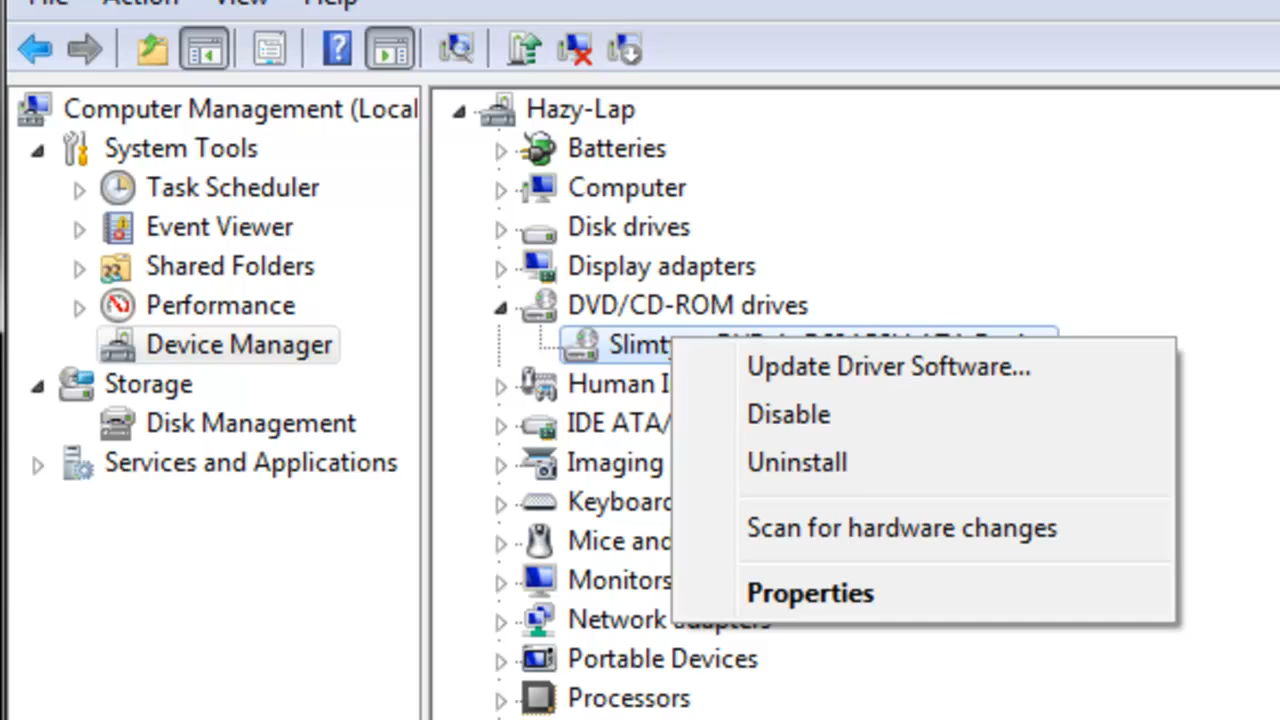 File Action View Help
Computer Management (Local
System Tools
Task Scheduler
Event Viewer
Shared Folders
Performance
Device Manager
Storage
Disk Management
Services and Applications
Hazy-Lap
Batteries
Computer
Disk drives
Display adapters
DVD/CD-ROM drives
Human I
IDE ATA/
Imaging
Keyboard
Mice and
Monitors
Network adapters
Portable Devices
Processors
Update Driver Software...
Disable
Uninstall
Scan for hardware changes
Properties